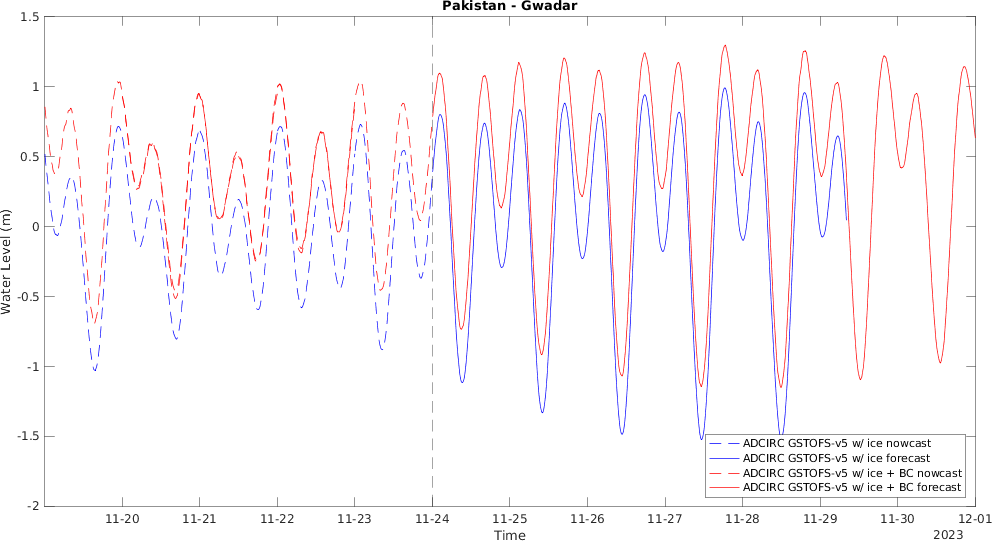 Pakistan - Gwadar
1.5
1
0.5
0
-0.5
-1
-1.5
-2
Water Level (m)
ADCIRC GSTOFS-v5 w/ ice nowcast
ADCIRC GSTOFS-v5 w/ ice forecast
ADCIRC GSTOFS-v5 w/ ice + BC nowcast
ADCIRC GSTOFS-v5 w/ ice + BC forecast
11-20 11-21 11-22 11-23 11-24 11-25 11-26 11-27 11-28 11-29 11-30 12-01
Time
2023